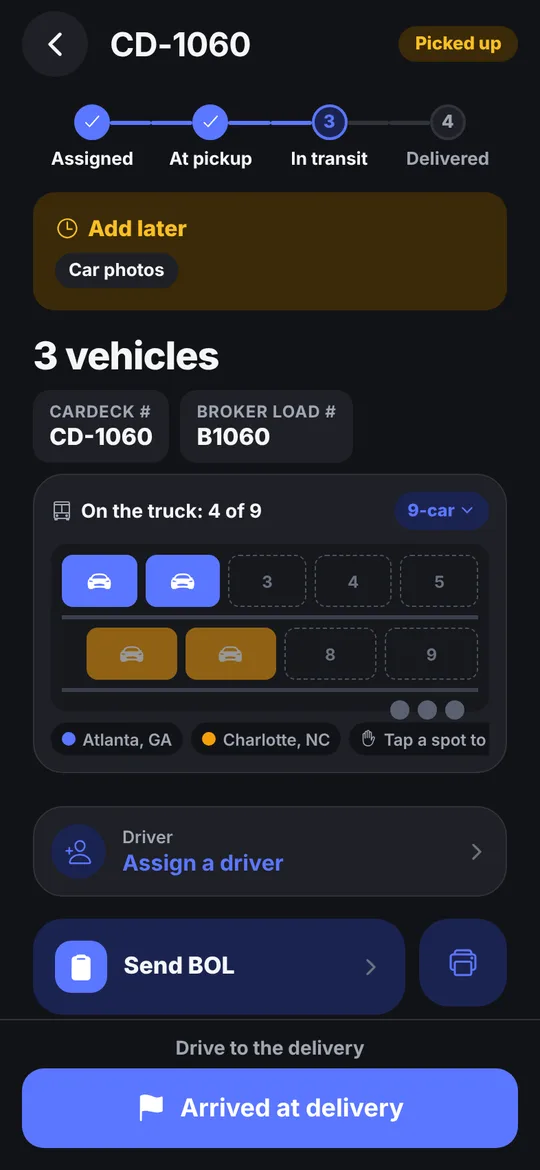 CD-1060
Picked up
3
4
Assigned
At pickup
In transit
Delivered
Add later
Car photos
3 vehicles
CARDECK #
CD-1060
BROKER LOAD #
B1060
On the truck: 4 of 9
9-car
3
4
5
8
9
Atlanta, GA
Charlotte, NC
Tap a spot to
Driver
Assign a driver
Send BOL
Drive to the delivery
Arrived at delivery